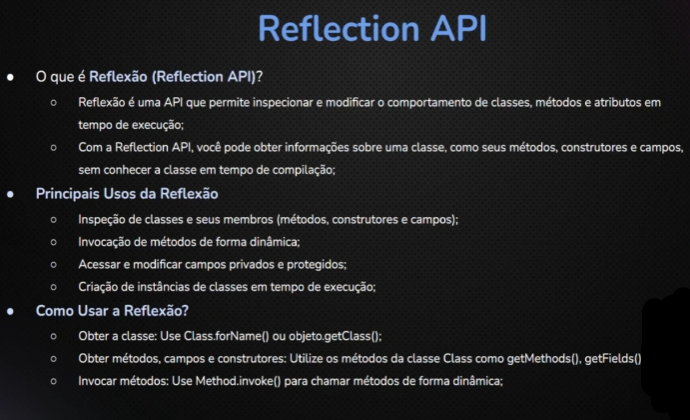 Reflection API
● O que é Reflexão (Reflection API)?
○ Reflexão é uma API que permite inspecionar e modificar o comportamento de classes, métodos e atributos em
tempo de execução;
○ Com a Reflection API, você pode obter informações sobre uma classe, como seus métodos, construtores e campos,
sem conhecer a classe em tempo de compilação;
● Principais Usos da Reflexão
○ Inspeção de classes e seus membros (métodos, construtores e campos);
○ Invocação de métodos de forma dinâmica;
○ Acessar e modificar campos privados e protegidos;
○ Criação de instâncias de classes em tempo de execução;
● Como Usar a Reflexão?
○ Obter a classe: Use Class.forName() ou objeto.getClass();
○ Obter métodos, campos e construtores: Utilize os métodos da classe Class como getMethods(), getFields()
○ Invocar métodos: Use Method.invoke() para chamar métodos de forma dinâmica;